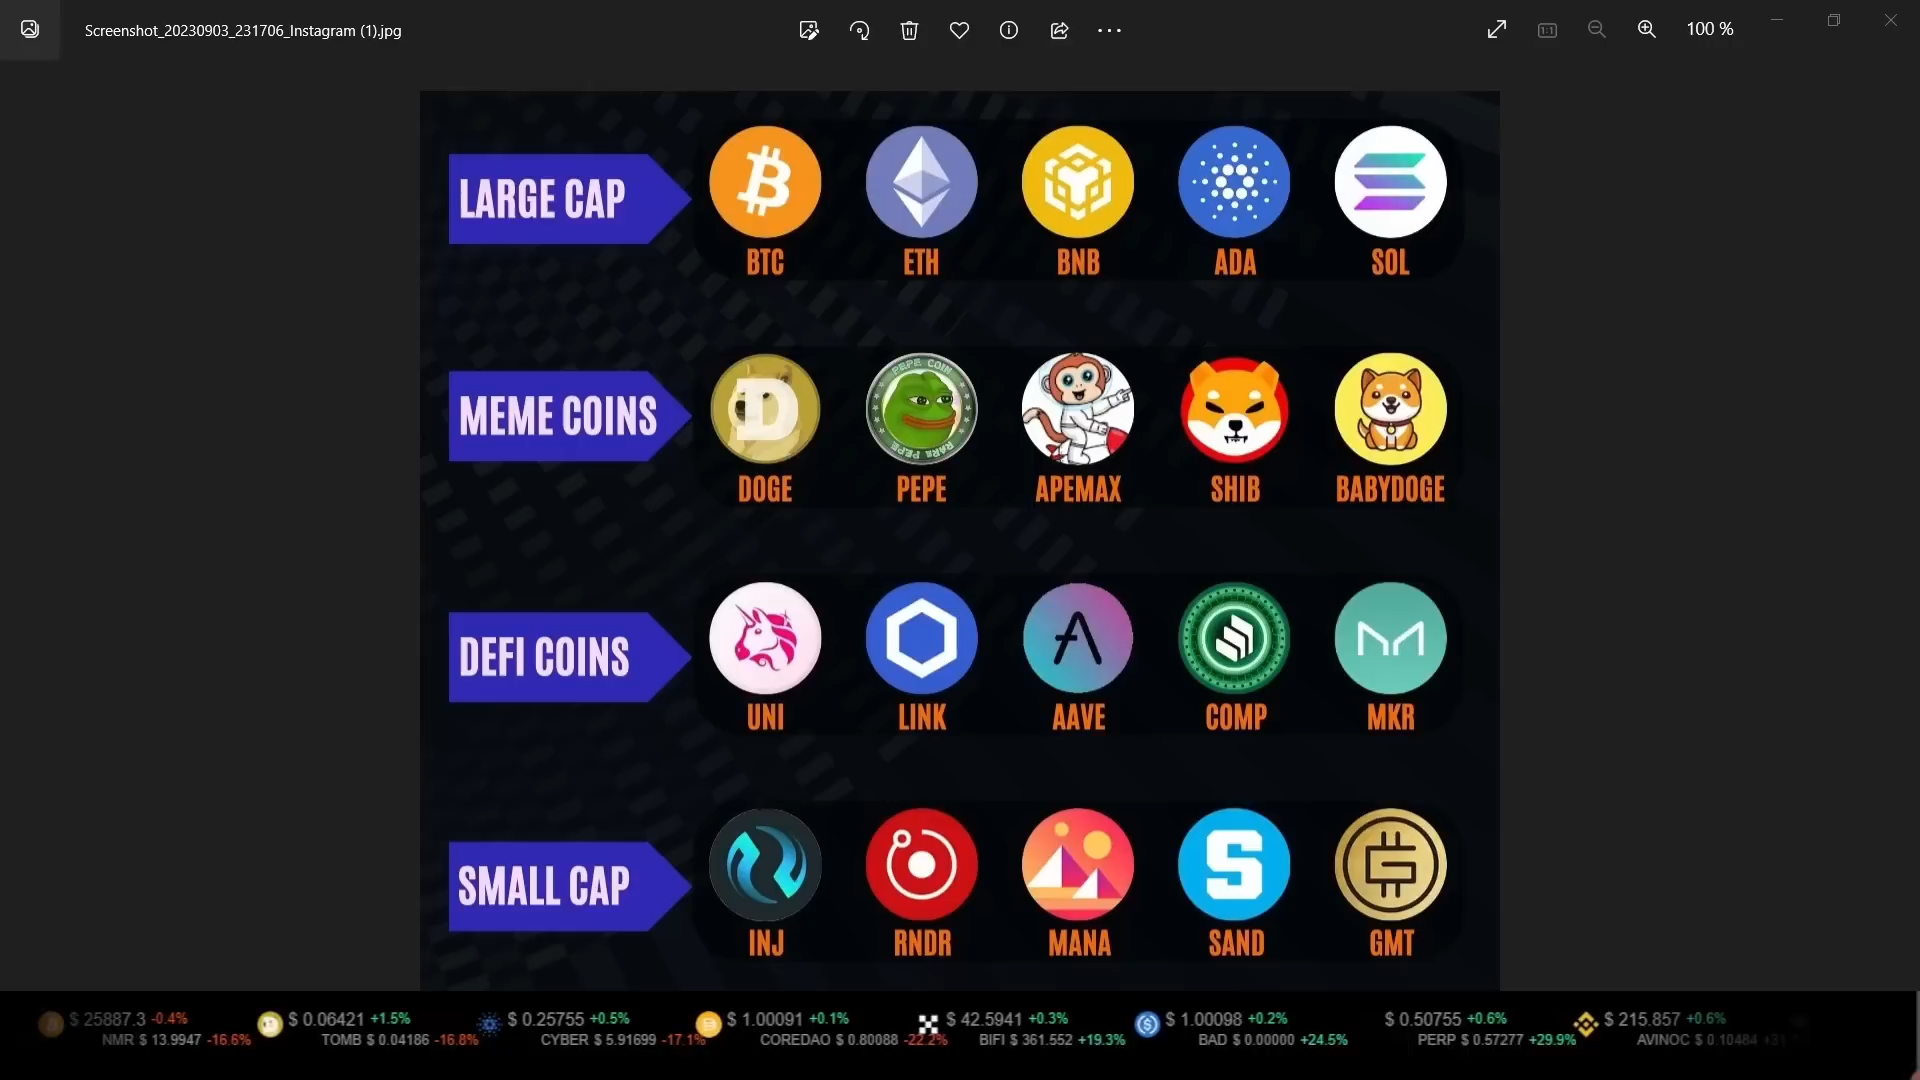 Screenshot_20230903_231706_Instagram (1).jpg
100 %
LARGE CAP
BTC ETH BNB ADA SOL
MEME COINS
PEPE COIN
RARE PEPE
DOGE PEPE APEMAX SHIB BABYDOGE
DEFI COINS
UNI LINK AAVE COMP MKR
SMALL CAP
INJ RNDR MANA SAND GMT
$ 25887.3 -0.4% $ 0.06421 +1.5% $ 0.25755 +0.5% $ 1.00091 +0.1% $ 42.5941 +0.3% $ 1.00098 +0.2% $ 0.50755 +0.6% $ 215.857 +0.6%
NMR $ 13.9947 -16.6% TOMB $ 0.04186 -16.8% CYBER $ 5.91699 -17.1% COREDAO $ 0.80088 -22.2% BIFI $ 361.552 +19.3% BAD $ 0.00000 +24.5% PERP $ 0.57277 +29.9% AVINOC $ 0.10484